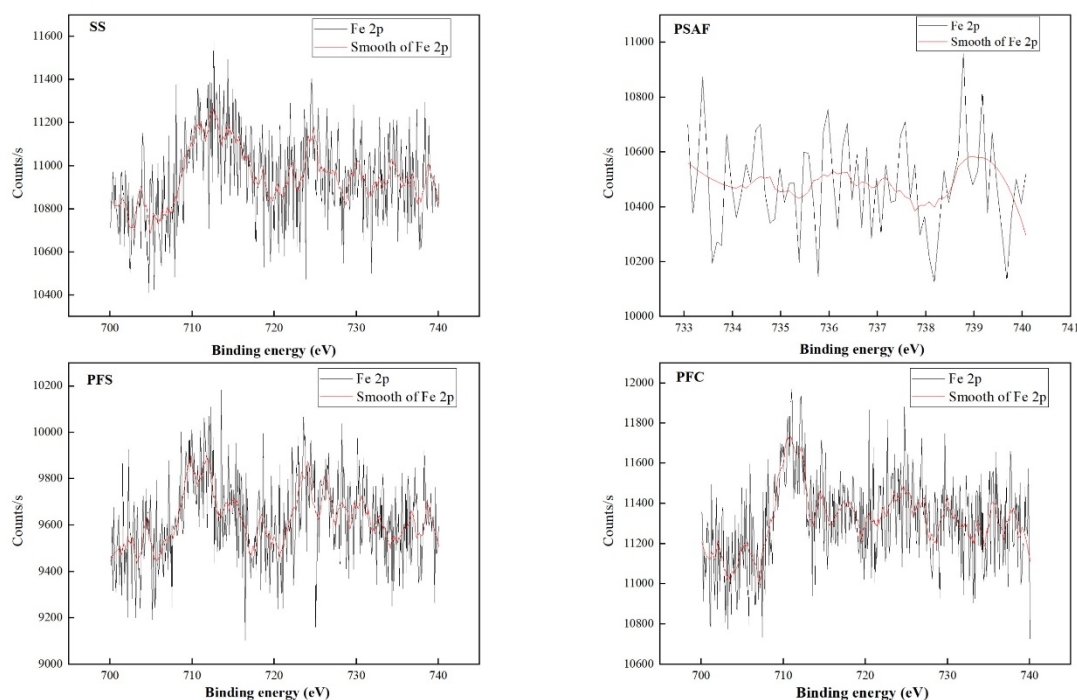 SS
Fe 2p
Smooth of Fe 2p
Counts/s
11600
11400
11200
11000
10800
10600
10400
700
710
720
730
740
Binding energy (eV)
PSAF
Fe 2p
Smooth of Fe 2p
Counts/s
11000
10800
10600
10400
10200
10000
733
734
735
736
737
738
739
740
741
Binding energy (eV)
PFS
Fe 2p
Smooth of Fe 2p
Counts/s
10200
10000
9800
9600
9400
9200
9000
700
710
720
730
740
Binding energy (eV)
PFC
Fe 2p
Smooth of Fe 2p
Counts/s
12000
11800
11600
11400
11200
11000
10800
10600
700
710
720
730
740
Binding energy (eV)